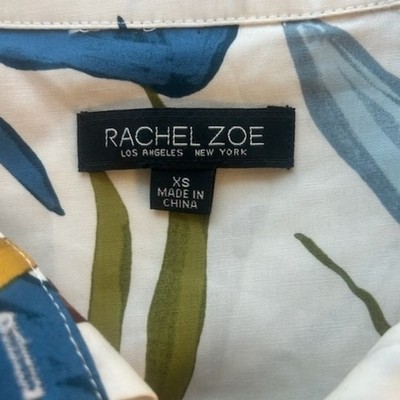 RACHEL ZOE
LOS ANGELES NEW YORK
XS
MADE IN
CHINA